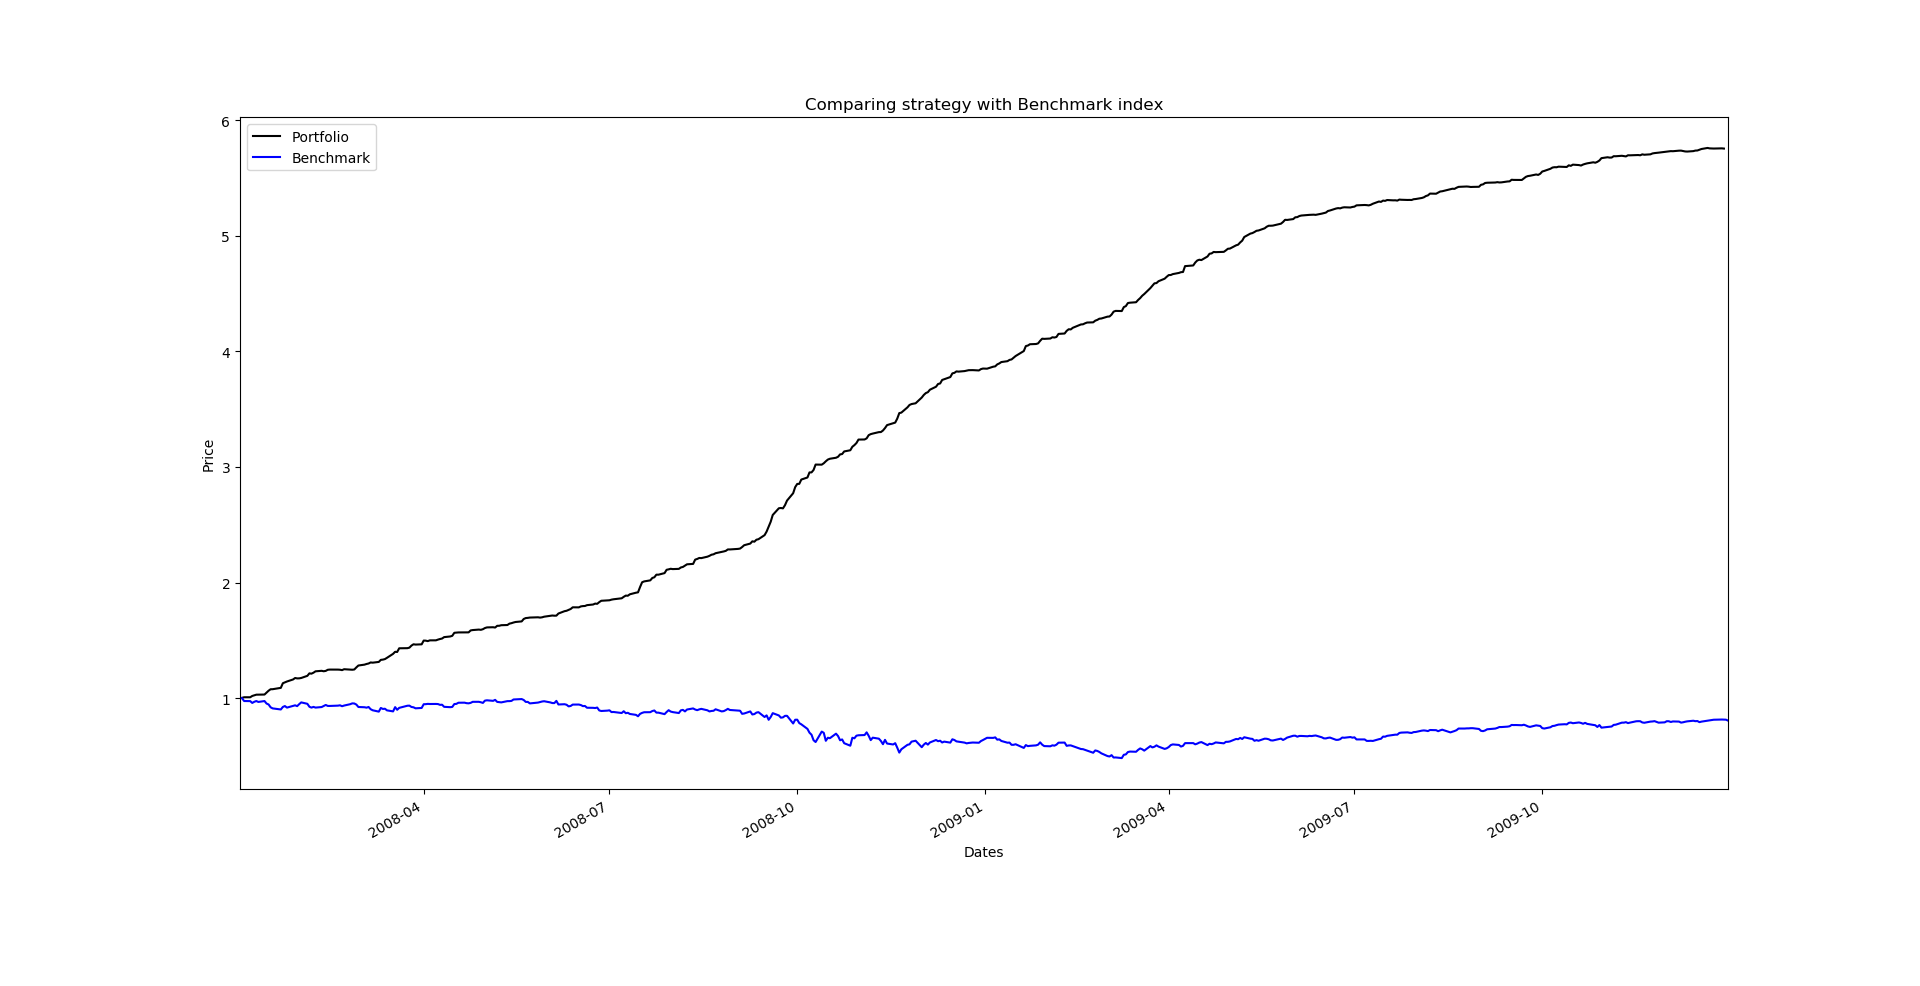 Comparing strategy with Benchmark index
Portfolio
Benchmark
6
5
4
3
2
1
Price
2008-04
2008-07
2008-10
2009-01
2009-04
2009-07
2009-10
Dates